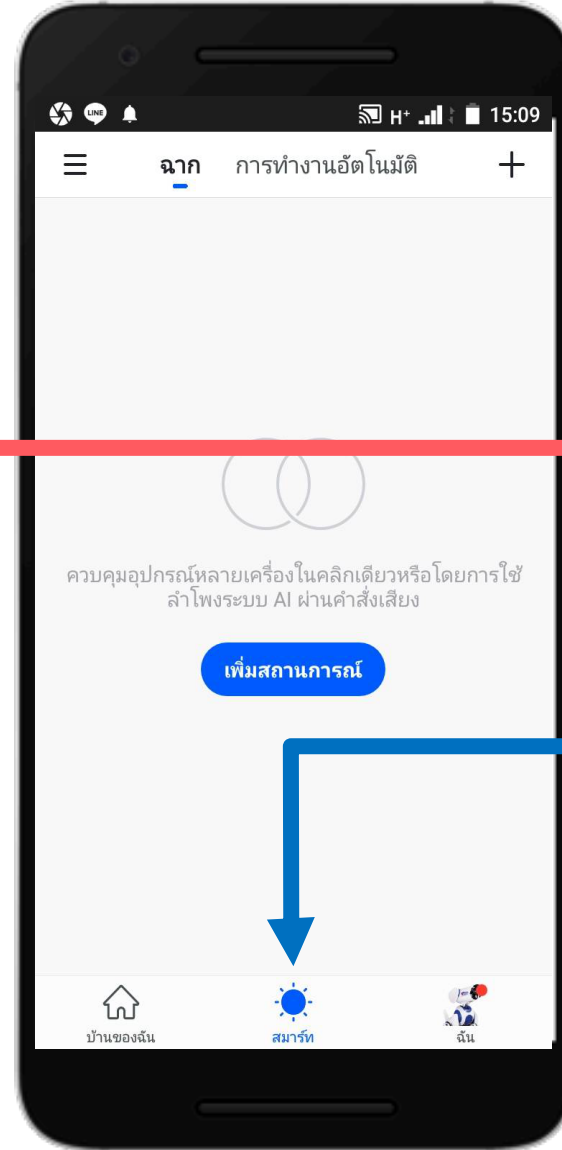 LINE
H+
15:09
ฉาก
การทำงานอัตโนมัติ
ควบคุมอุปกรณ์หลายเครื่องในคลิกเดียวหรือโดยการใช้
ลำโพงระบบ AI ผ่านคำสั่งเสียง
เพิ่มสถานการณ์
บ้านของฉัน
สมาร์ท
ฉัน